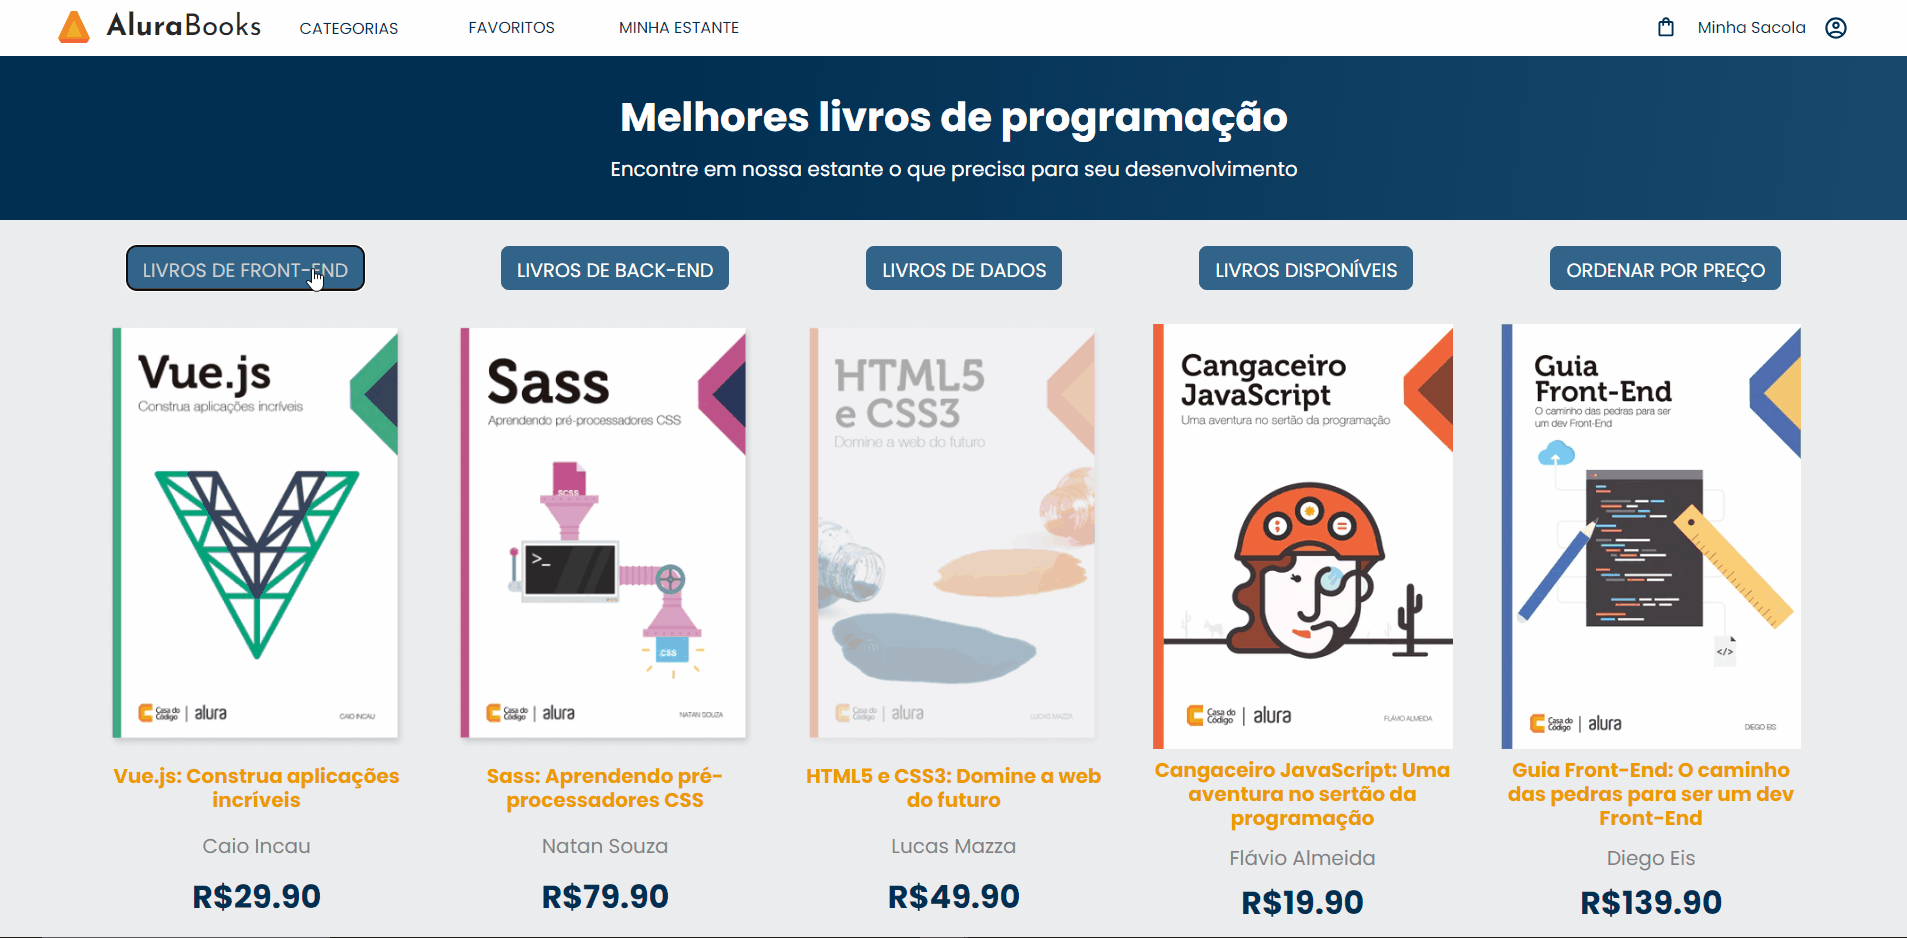 AluraBooks CATEGORIAS FAVORITOS MINHA ESTANTE Minha Sacola
Melhores livros de programação
Encontre em nossa estante o que precisa para seu desenvolvimento
LIVROS DE FRONT-END
LIVROS DE BACK-END
LIVROS DE DADOS
LIVROS DISPONÍVEIS
ORDENAR POR PREÇO
Vue.js
Construa aplicações incríveis
Casa do
Código
alura
CAIO INCAU
Vue.js: Construa aplicações
incríveis
Caio Incau
R$29.90
Sass
Aprendendo pré-processadores CSS
SCSS
>_
CSS
Casa do
Código
alura
NATAN SOUZA
Sass: Aprendendo pré-
processadores CSS
Natan Souza
R$79.90
HTML5
e CSS3
Domine a web do futuro
Casa do
Código
alura
LUCAS MAZZA
HTML5 e CSS3: Domine a web
do futuro
Lucas Mazza
R$49.90
Cangaceiro
JavaScript
Uma aventura no sertão da programação
Casa do
Código
alura
FLÁVIO ALMEIDA
Cangaceiro JavaScript: Uma
aventura no sertão da
programação
Flávio Almeida
R$19.90
Guia
Front-End
O caminho das pedras para ser
um dev Front-End
</>
Casa do
Código
alura
DIEGO EIS
Guia Front-End: O caminho
das pedras para ser um dev
Front-End
Diego Eis
R$139.90